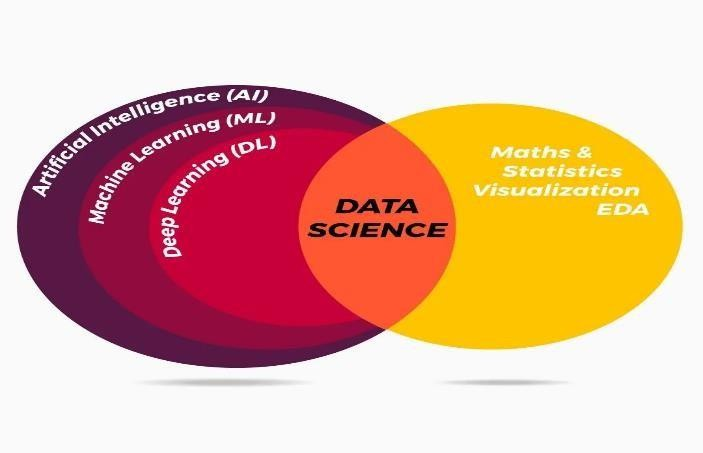 Artificial Intelligence (AI)
Machine Learning (ML)
Deep Learning (DL)
DATA
SCIENCE
Maths &
Statistics
Visualization
EDA